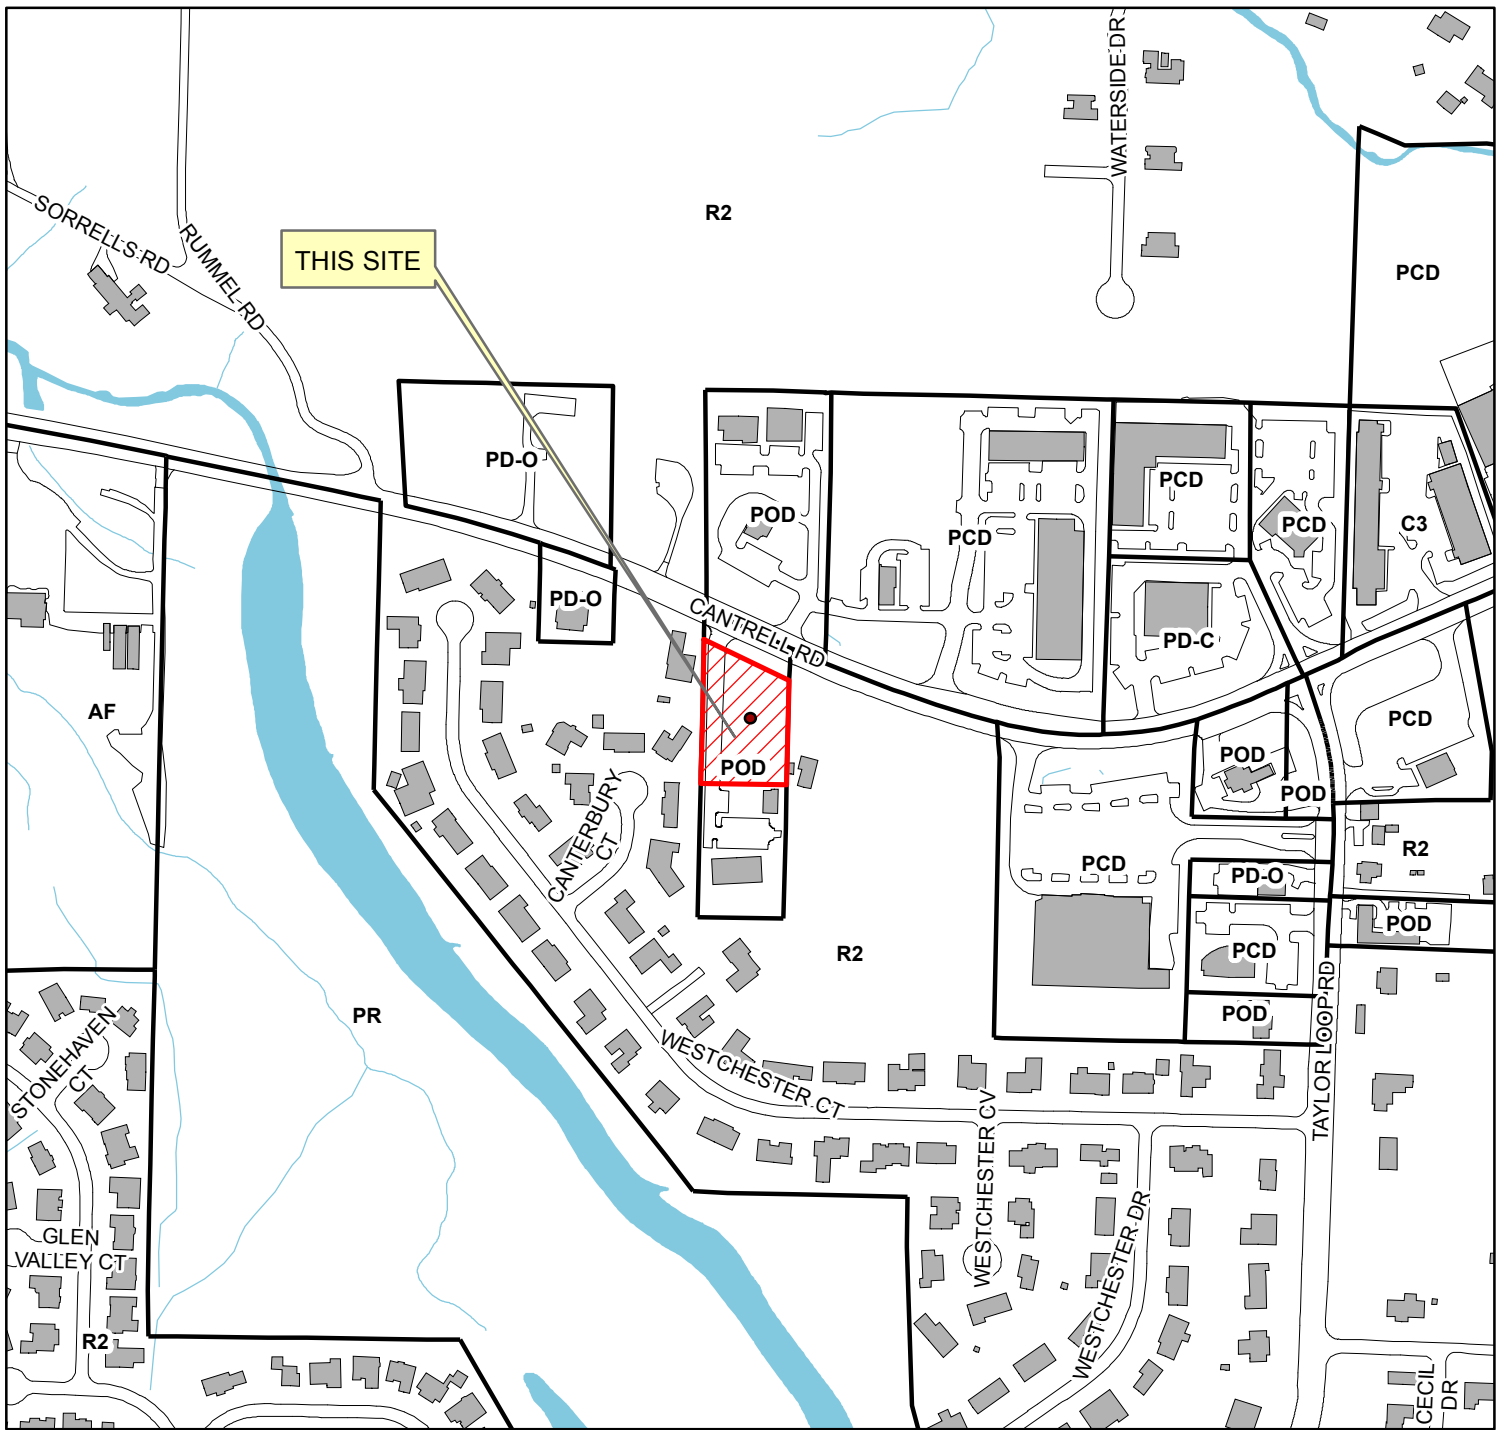 WATERSIDE DR
SORRELLS RD
RUMMEL RD
R2
THIS SITE
PCD
PD-O
POD
PCD
PCD
PCD
C3
PD-O
CANTRELL RD
PD-C
AF
POD
PCD
POD
POD
CANTERBURY
CT
PCD
R2
PD-O
POD
R2
PCD
PR
POD
STONEHAVEN
CT
WESTCHESTER CT
TAYLOR LOOP RD
WESTCHESTER CV
WESTCHESTER DR
GLEN
VALLEY CT
R2
CECIL
DR